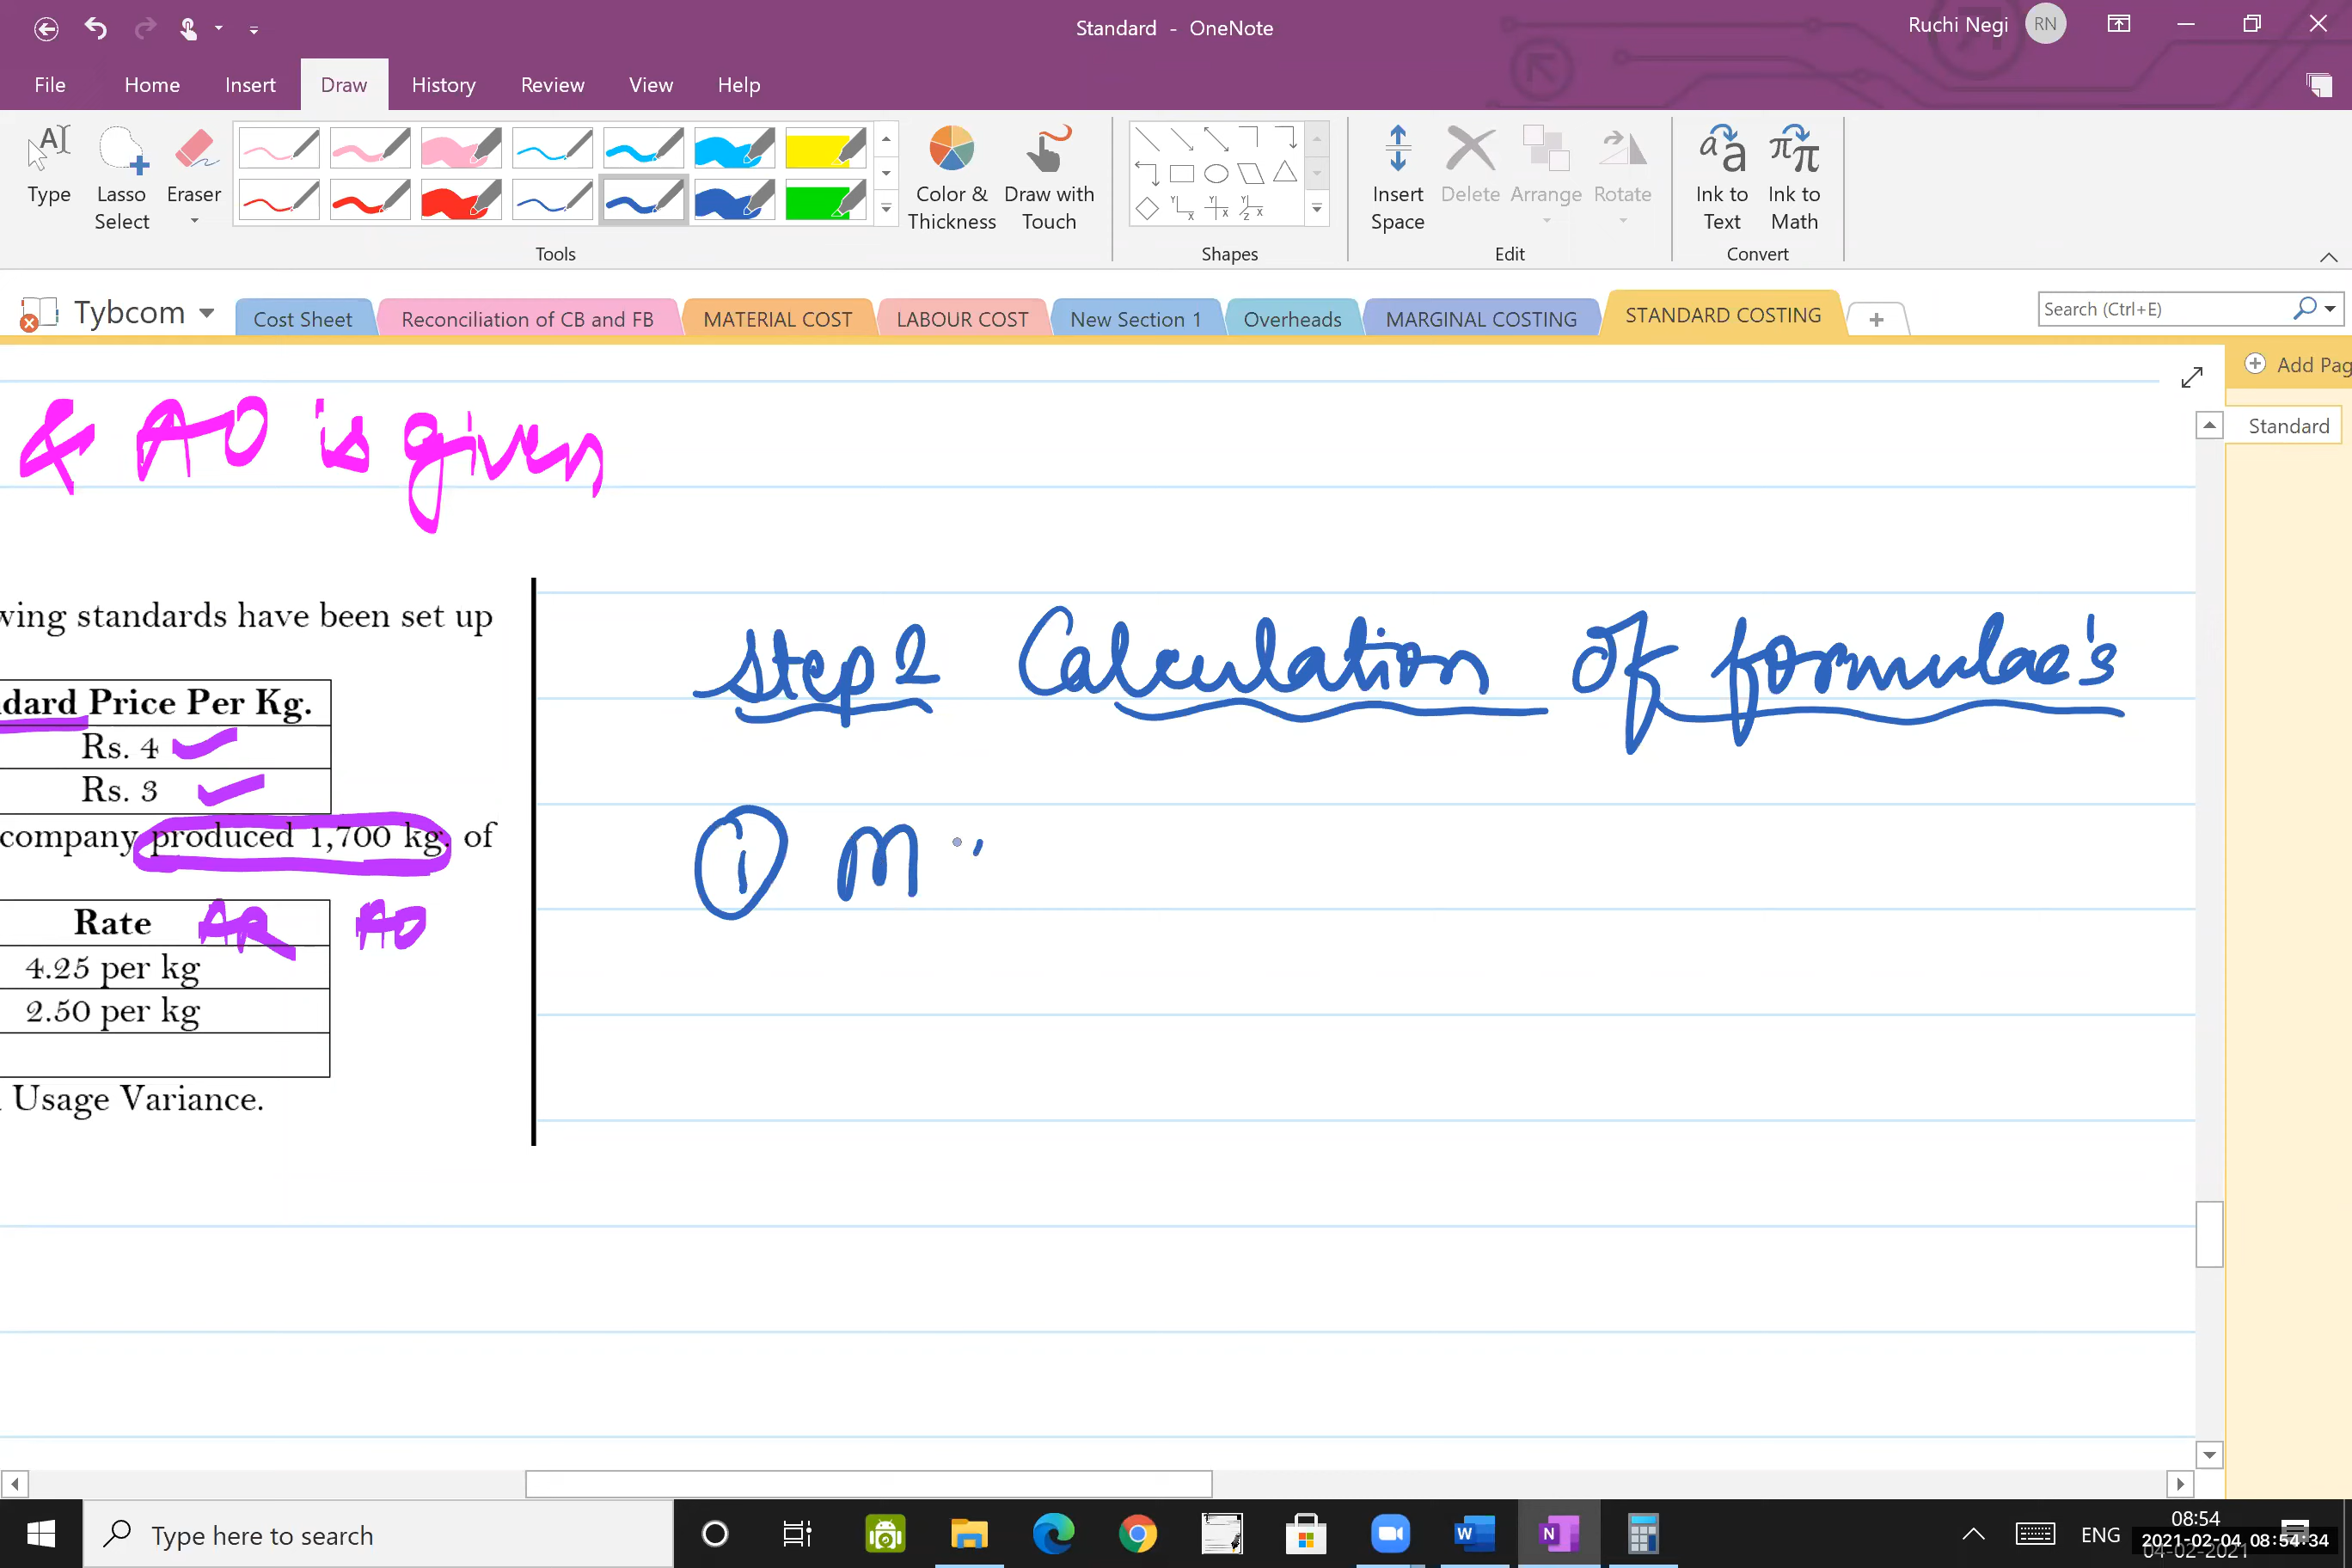 Standard - OneNote
Ruchi Negi RN
File Home Insert Draw History Review View Help
Type
Lasso Select
Eraser
Color & Thickness
Draw with Touch
Tools
Shapes
Insert Space
Delete Arrange Rotate
Edit
Ink to Text
Ink to Math
Convert
Tybcom
Cost Sheet
Reconciliation of CB and FB
MATERIAL COST
LABOUR COST
New Section 1
Overheads
MARGINAL COSTING
STANDARD COSTING
Search (Ctrl+E)
Add Pag
Standard
& AO is given
wing standards have been set up
dard Price Per Kg.
Rs. 4
Rs. 3
company produced 1,700 kg. of
Rate AR AO
4.25 per kg
2.50 per kg
Usage Variance.
Step 2 Calculation Of formulae's
1 M
Type here to search
ENG
08:54
04-02-2021
2021-02-04 08:54:34